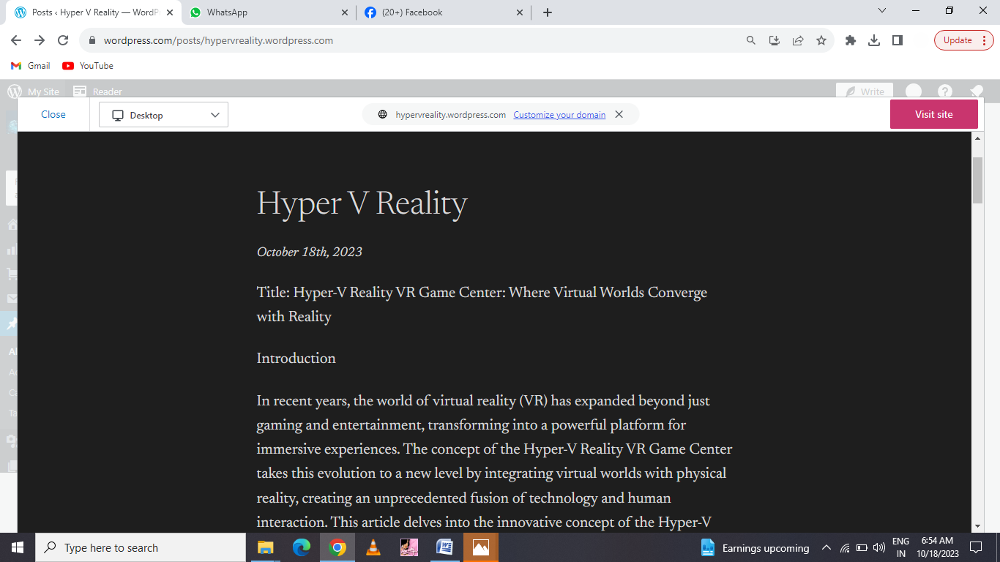 Posts ‹ Hyper V Reality — WordP
WhatsApp
(20+) Facebook
wordpress.com/posts/hypervreality.wordpress.com
Update
Gmail
YouTube
My Site
Reader
Write
Close
Desktop
hypervreality.wordpress.com Customize your domain
Visit site
Hyper V Reality
October 18th, 2023
Title: Hyper-V Reality VR Game Center: Where Virtual Worlds Converge
with Reality
Introduction
In recent years, the world of virtual reality (VR) has expanded beyond just
gaming and entertainment, transforming into a powerful platform for
immersive experiences. The concept of the Hyper-V Reality VR Game Center
takes this evolution to a new level by integrating virtual worlds with physical
reality, creating an unprecedented fusion of technology and human
interaction. This article delves into the innovative concept of the Hyper-V
Type here to search
Earnings upcoming
ENG
IN
6:54 AM
10/18/2023